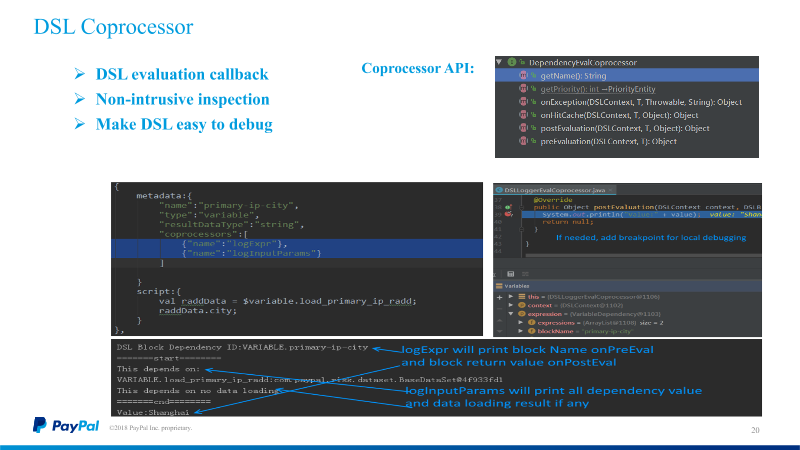 DSL Coprocessor
➢ DSL evaluation callback
➢ Non-intrusive inspection
➢ Make DSL easy to debug
Coprocessor API:
DependencyEvalCoprocessor
getName(): String
getPriority(): int →PriorityEntity
onException(DSLContext, T, Throwable, String): Object
onHitCache(DSLContext, T, Object): Object
postEvaluation(DSLContext, T, Object): Object
preEvaluation(DSLContext, T): Object
{
metadata:{
"name":"primary-ip-city",
"type":"variable",
"resultDataType":"string",
"coprocessors":[
{"name":"logExpr"},
{"name":"logInputParams"}
]
}
script:{
val raddData = $variable.load_primary_ip_radd;
raddData.city;
}
},
DSLLoggerEvalCoprocessor.java
@Override
public Object postEvaluation(DSLContext context, DSLB
System.out.println("Value:" + value); value: "Shan
return null;
}
If needed, add breakpoint for local debugging
}
Variables
this = {DSLLoggerEvalCoprocessor@1106}
context = {DSLContext@1102}
expression = {VariableDependency@1103}
expressions = {ArrayList@1108} size = 2
blockName = "primary-ip-city"
DSL Block Dependency ID:VARIABLE.primary-ip-city
=======start========
This depends on:
VARIABLE.load_primary_ip_radd:com.paypal.risk.dataset.BaseDataSet@4f933fd1
This depends on no data loading
=======end========
Value:Shanghai
logExpr will print block Name onPreEval
and block return value onPostEval
logInputParams will print all dependency value
and data loading result if any
PayPal
©2018 PayPal Inc. proprietary.
20